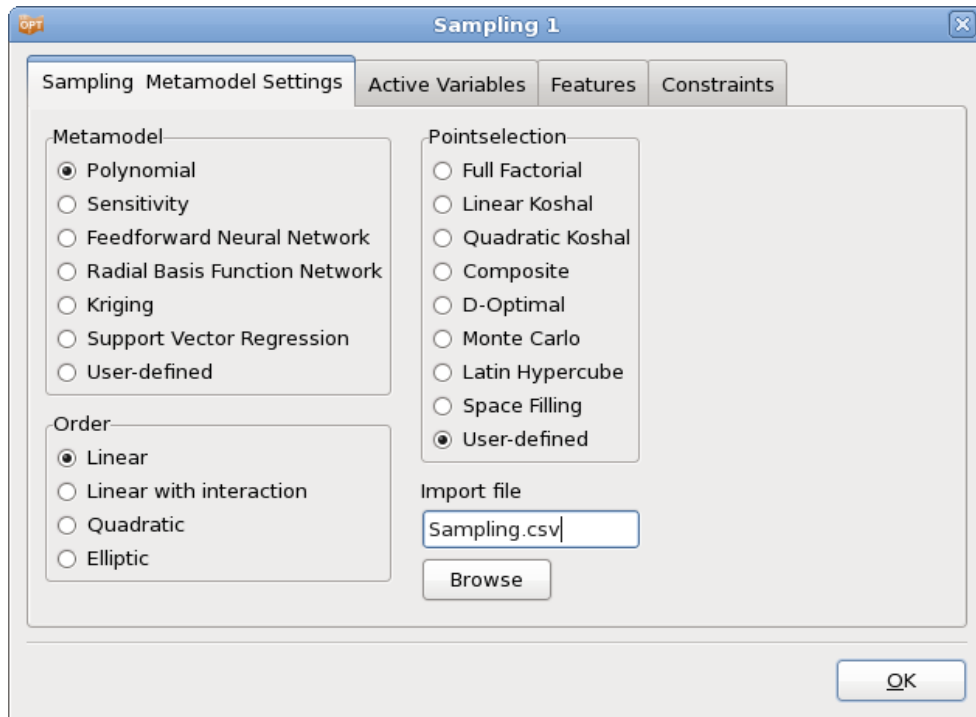 OPT
Sampling 1
Sampling  Metamodel Settings
Active Variables
Features
Constraints
Metamodel
Polynomial
Sensitivity
Feedforward Neural Network
Radial Basis Function Network
Kriging
Support Vector Regression
User-defined
Order
Linear
Linear with interaction
Quadratic
Elliptic
Pointselection
Full Factorial
Linear Koshal
Quadratic Koshal
Composite
D-Optimal
Monte Carlo
Latin Hypercube
Space Filling
User-defined
Import file
Sampling.csv
Browse
OK